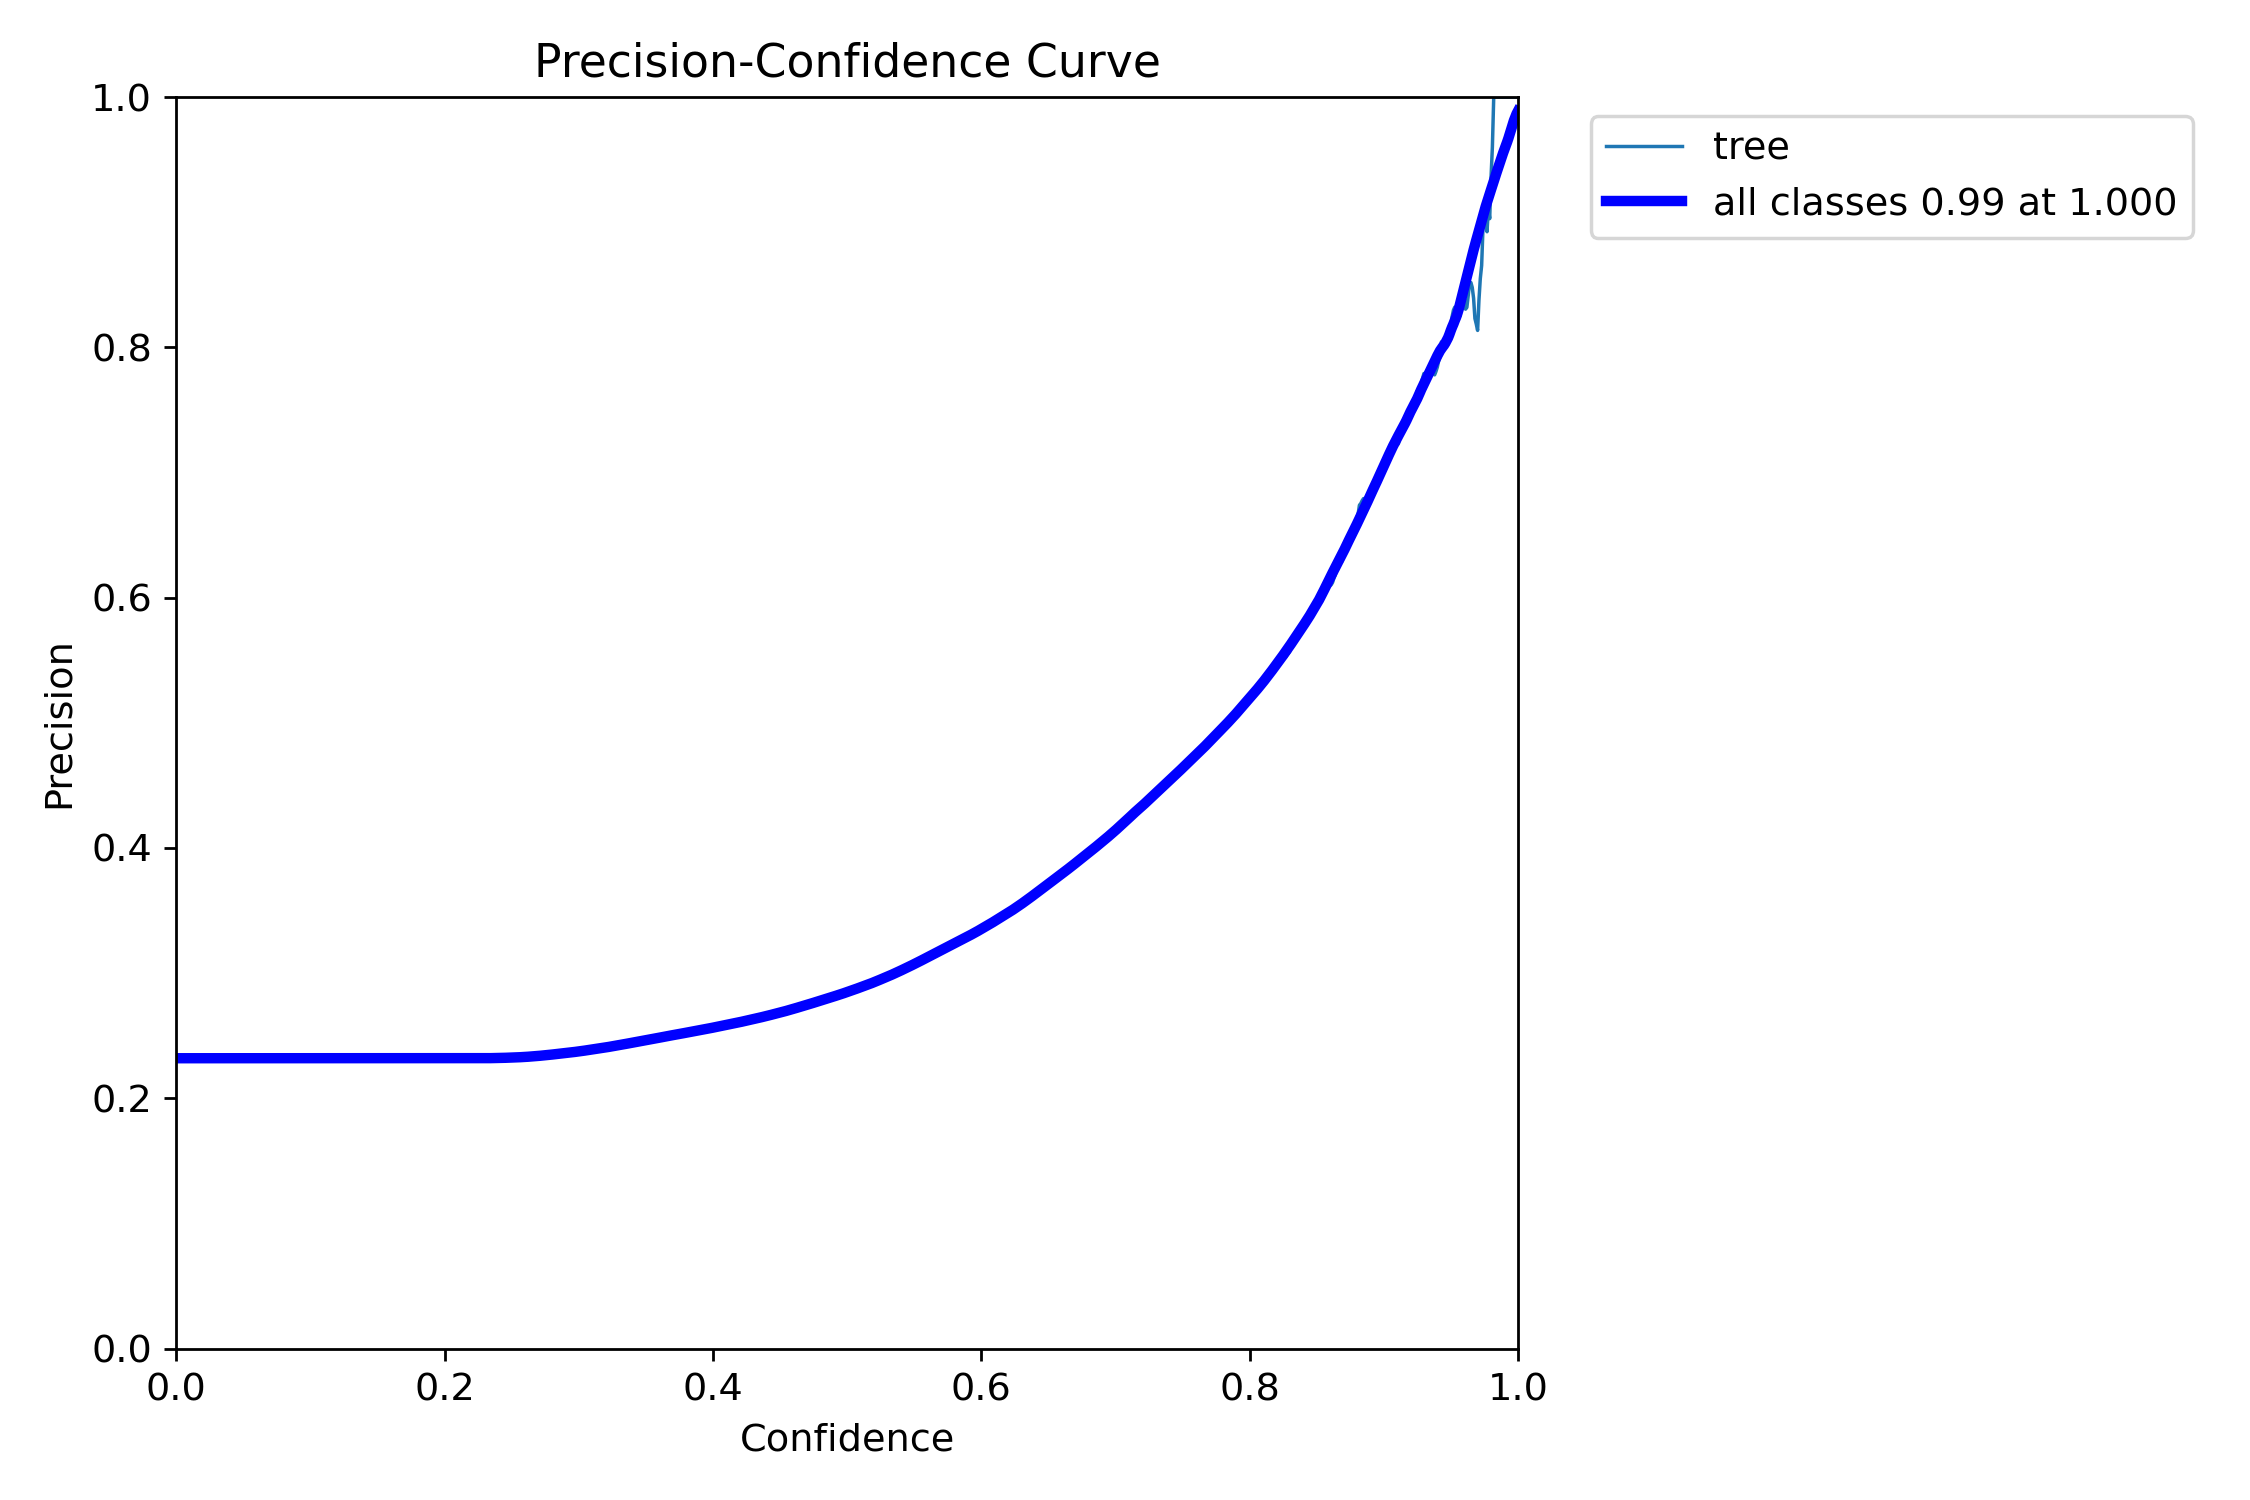 Precision-Confidence Curve
1.0
0.8
0.6
0.4
0.2
0.0
Precision
0.0 0.2 0.4 0.6 0.8 1.0
Confidence
tree
all classes 0.99 at 1.000